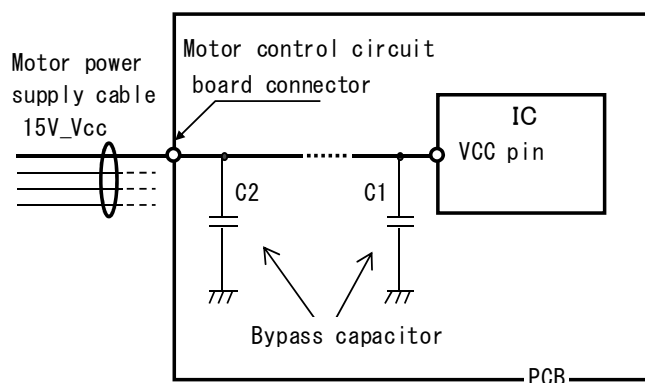 Motor control circuit
board connector
Motor power
supply cable
15V_Vcc
IC
VCC pin
C2
C1
Bypass capacitor
PCB